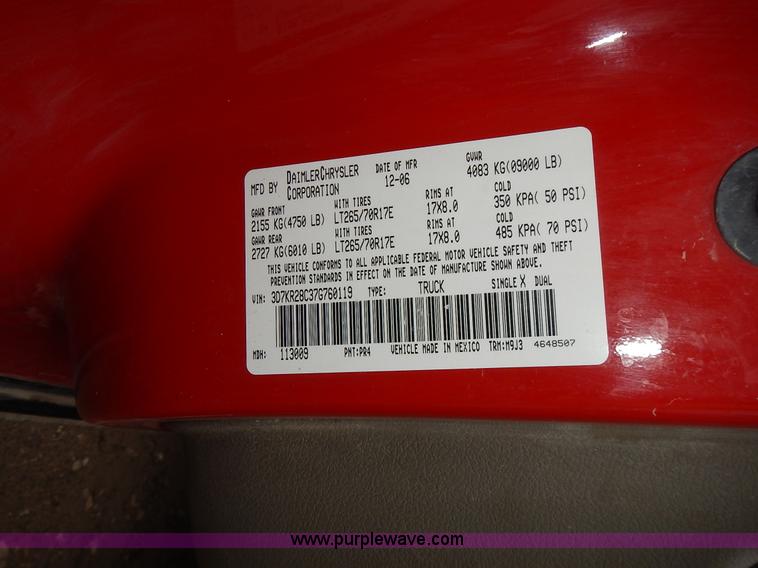 MFD BY DAIMLERCHRYSLER CORPORATION DATE OF MFR 12-06 GVWR 4083 KG(09000 LB)
GAWR FRONT WITH TIRES RIMS AT COLD
2155 KG(4750 LB) LT265/70R17E 17X8.0 350 KPA( 50 PSI)
GAWR REAR WITH TIRES RIMS AT COLD
2727 KG(6010 LB) LT265/70R17E 17X8.0 485 KPA( 70 PSI)
THIS VEHICLE CONFORMS TO ALL APPLICABLE FEDERAL MOTOR VEHICLE SAFETY AND THEFT
PREVENTION STANDARDS IN EFFECT ON THE DATE OF MANUFACTURE SHOWN ABOVE.
VIN: 3D7KR28C37G760119 TYPE: TRUCK SINGLE X DUAL
MDH: 113009 PNT:PR4 VEHICLE MADE IN MEXICO TRM:M9J3 4648507
www.purplewave.com